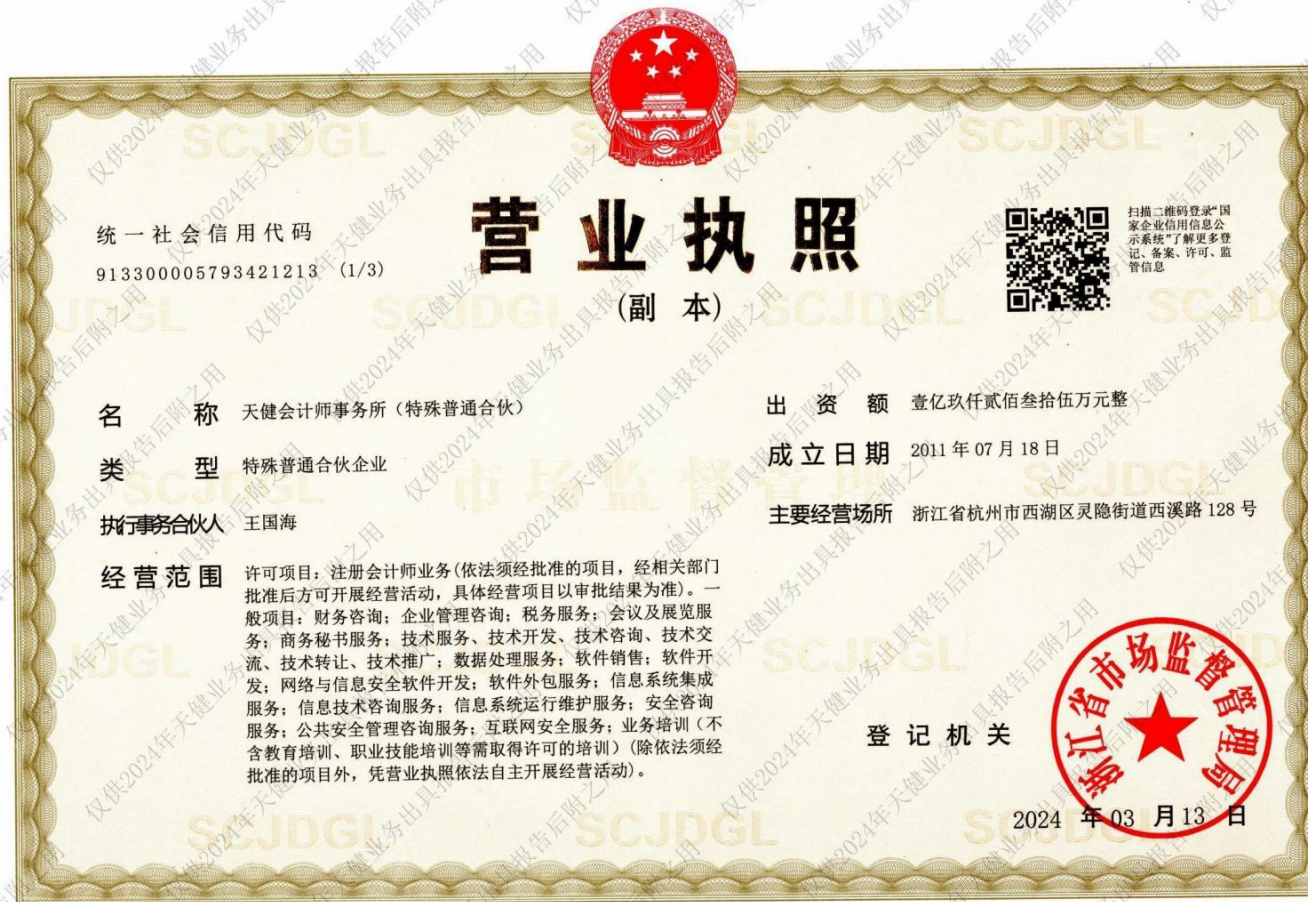 营业执照
(副 本)
统一社会信用代码
913300005793421213 (1/3)
扫描二维码登录“国
家企业信用信息公
示系统”了解更多登
记、备案、许可、监
管信息
名 称 天健会计师事务所（特殊普通合伙）
类 型 特殊普通合伙企业
执行事务合伙人 王国海
经营范围 许可项目：注册会计师业务(依法须经批准的项目，经相关部门
批准后方可开展经营活动，具体经营项目以审批结果为准)。一
般项目：财务咨询；企业管理咨询；税务服务；会议及展览服
务；商务秘书服务；技术服务、技术开发、技术咨询、技术交
流、技术转让、技术推广；数据处理服务；软件销售；软件开
发；网络与信息安全软件开发；软件外包服务；信息系统集成
服务；信息技术咨询服务；信息系统运行维护服务；安全咨询
服务；公共安全管理咨询服务；互联网安全服务；业务培训（不
含教育培训、职业技能培训等需取得许可的培训）(除依法须经
批准的项目外，凭营业执照依法自主开展经营活动)。
出 资 额 壹亿玖仟贰佰叁拾伍万元整
成立日期 2011 年 07 月 18 日
主要经营场所 浙江省杭州市西湖区灵隐街道西溪路 128 号
登记机关
浙江省市场监督管理局
2024 年 03 月 13 日
SCJDGL
市场监督管理
仅供2024年天健业务出具报告后附之用